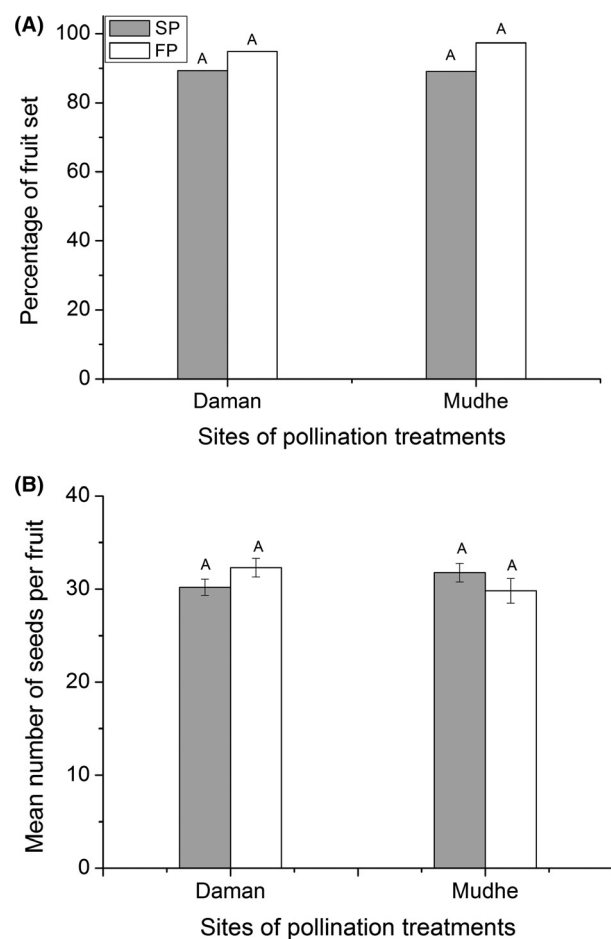 (A)
SP
FP
100
80
60
40
20
0
Percentage of fruit set
A A A A
Daman Mudhe
Sites of pollination treatments
(B)
40
30
20
10
0
Mean number of seeds per fruit
A A A A
Daman Mudhe
Sites of pollination treatments